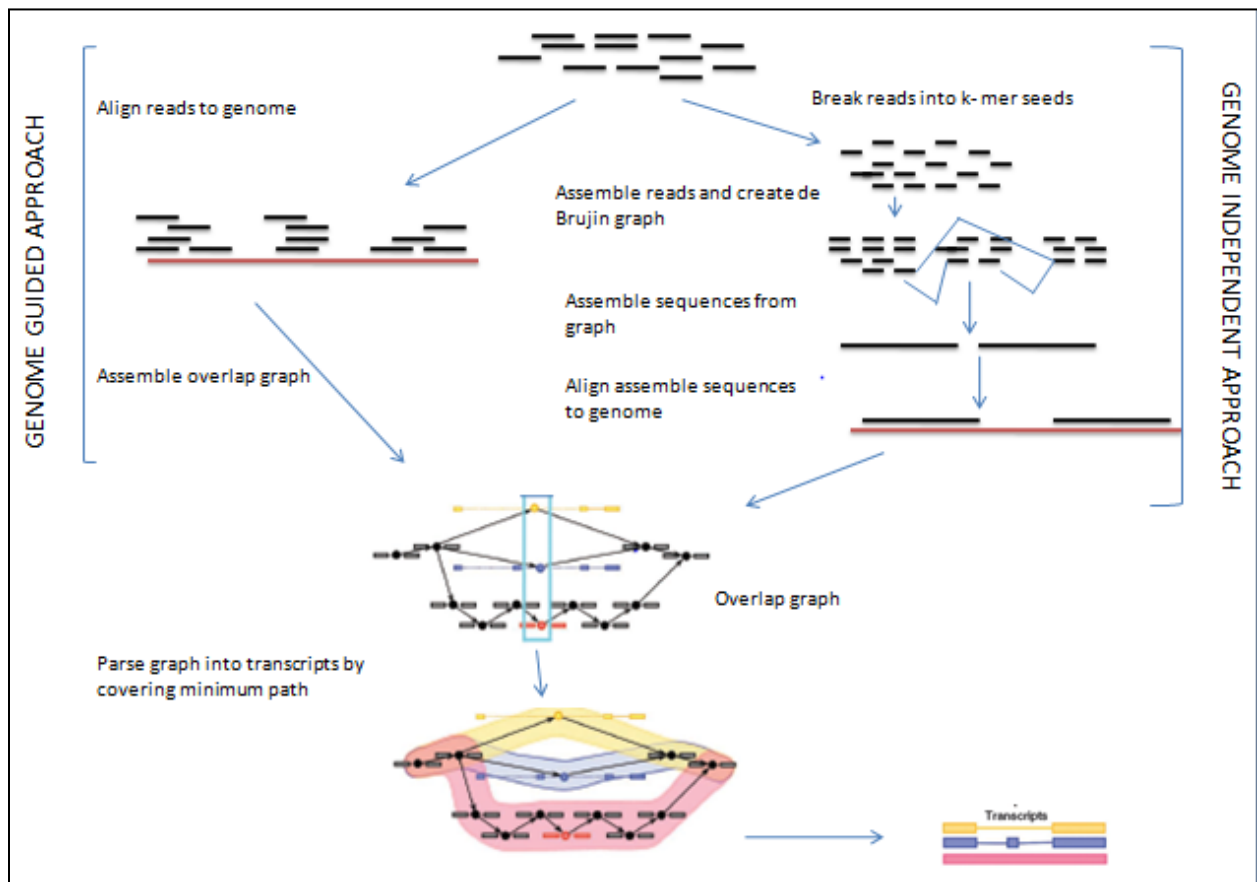 GENOME GUIDED APPROACH
Align reads to genome
Assemble overlap graph
Break reads into k- mer seeds
Assemble reads and create de
Brujin graph
Assemble sequences from
graph
Align assemble sequences
to genome
GENOME INDEPENDENT APPROACH
Overlap graph
Parse graph into transcripts by
covering minimum path
Transcripts